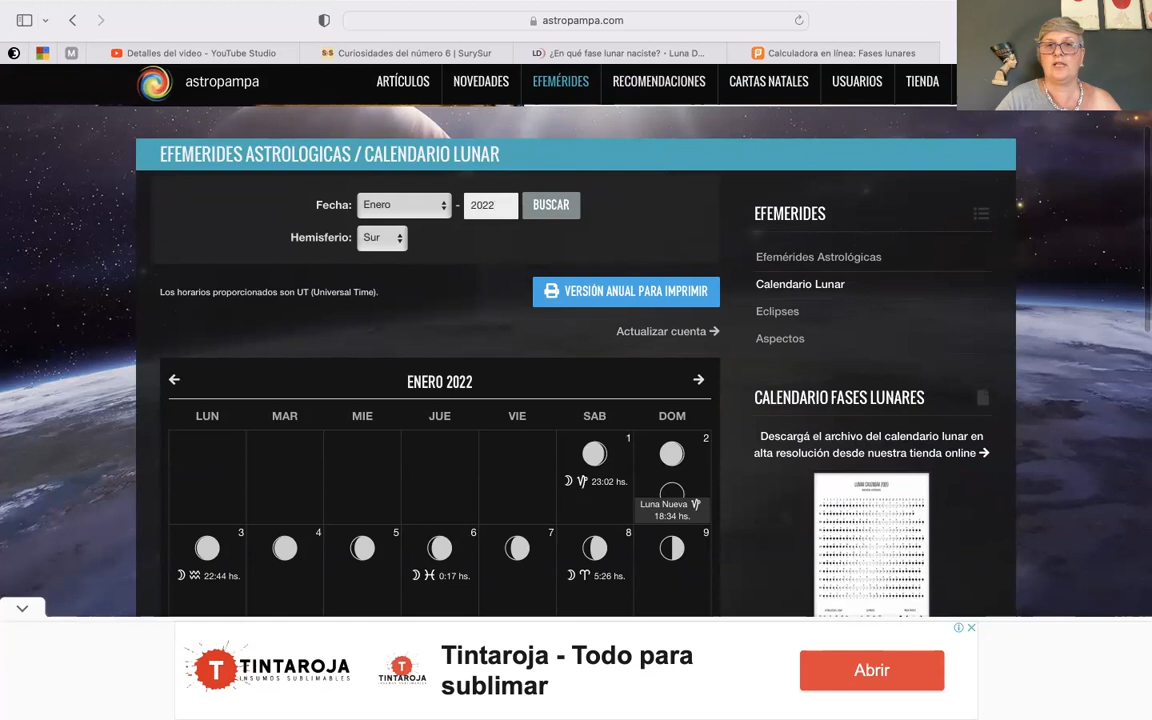 astropampa.com
Detalles del video - YouTube Studio
Curiosidades del número 6 | SurySur
¿En qué fase lunar naciste? - Luna D...
Calculadora en línea: Fases lunares
astropampa
ARTÍCULOS
NOVEDADES
EFEMÉRIDES
RECOMENDACIONES
CARTAS NATALES
USUARIOS
TIENDA
EFEMERIDES ASTROLOGICAS / CALENDARIO LUNAR
Fecha: Enero - 2022 BUSCAR
Hemisferio: Sur
Los horarios proporcionados son UT (Universal Time).
VERSIÓN ANUAL PARA IMPRIMIR
Actualizar cuenta
ENERO 2022
LUN MAR MIE JUE VIE SAB DOM
1 2
23:02 hs.
Luna Nueva
18:34 hs.
3 4 5 6 7 8 9
22:44 hs. 0:17 hs. 5:26 hs.
EFEMERIDES
Efemérides Astrológicas
Calendario Lunar
Eclipses
Aspectos
CALENDARIO FASES LUNARES
Descargá el archivo del calendario lunar en
alta resolución desde nuestra tienda online
LUNAR CALENDAR 2020
T TINTAROJA
INSUMOS SUBLIMABLES
T
TINTAROJA
Tintaroja - Todo para
sublimar
Abrir